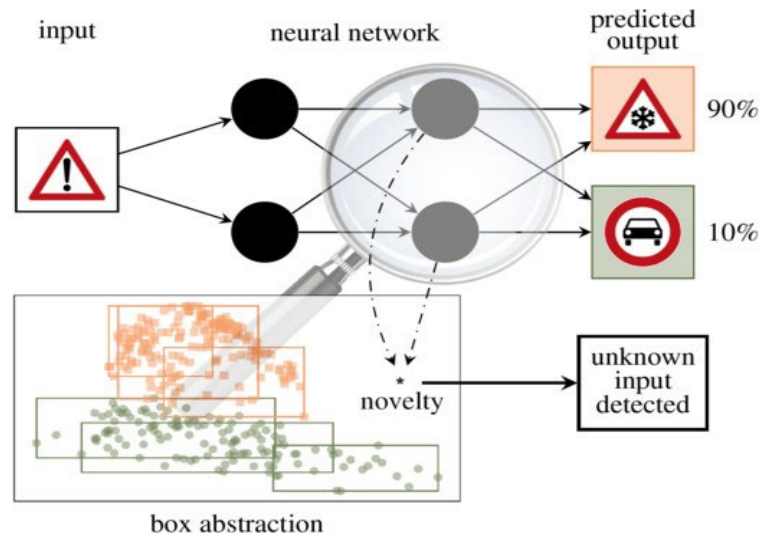 input
neural network
predicted
output
!
90%
10%
novelty
unknown
input
detected
box abstraction